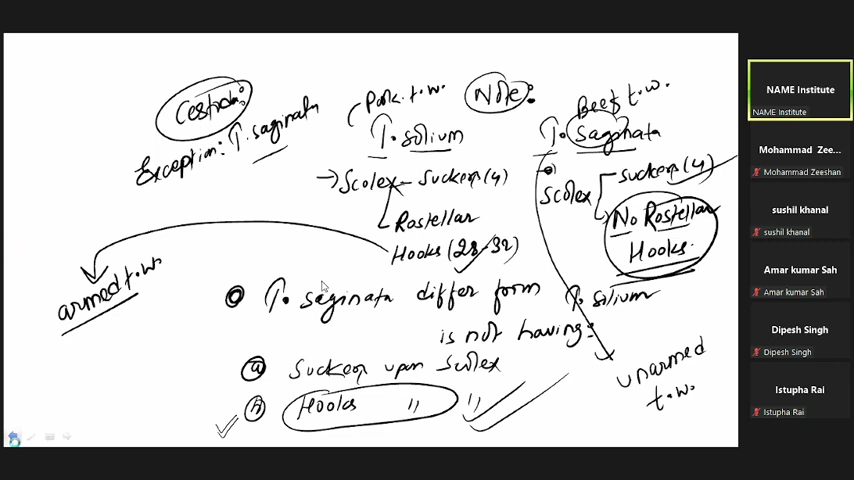 Cestoda:
Exception: T. saginata
Pork. t.w.
T. solium
→ Scolex - Suckers (4)
Rostellar
Hooks (28-32)
armed t.w.
Note:
Beef t.w.
T. Saginata
Scolex
Suckers (4)
No Rostellar
Hooks.
unarmed
t.w.
T. saginata differ form T. solium
is not having:
(a) Sucker upon Scolex
(b) Hooks " "
NAME Institute
NAME Institute
Mohammad Zee...
Mohammad Zeeshan
sushil khanal
sushil khanal
Amar kumar Sah
Amar kumar Sah
Dipesh Singh
Dipesh Singh
Istupha Rai
Istupha Rai